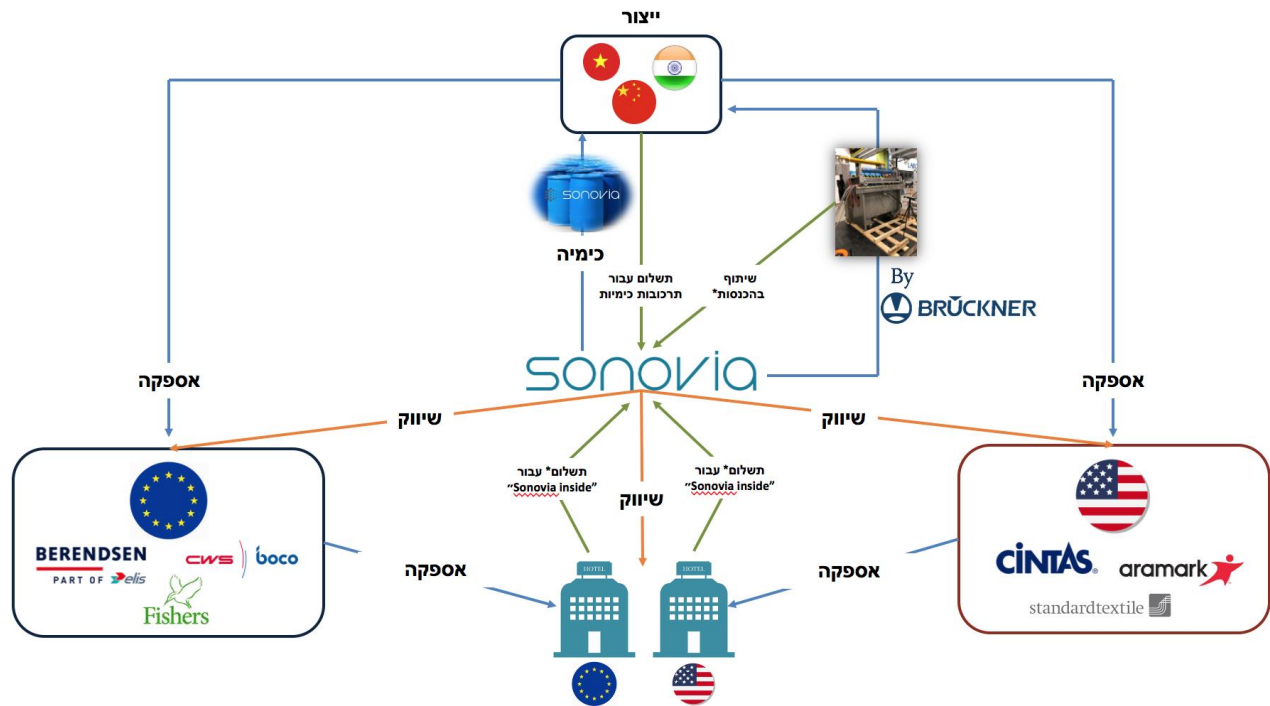 ייצור
SONOVIA
כימיה
תשלום עבור
תרכובות כימיות
שיתוף
בהכנסות*
By
BRÜCKNER
sonovia
אספקה
אספקה
שיווק
שיווק
תשלום* עבור
“Sonovia inside”
תשלום* עבור
“Sonovia inside”
שיווק
BERENDSEN
PART OF elis
CWS boco
Fishers
CINTAS®
aramark
standardtextile
אספקה
אספקה
HOTEL
HOTEL